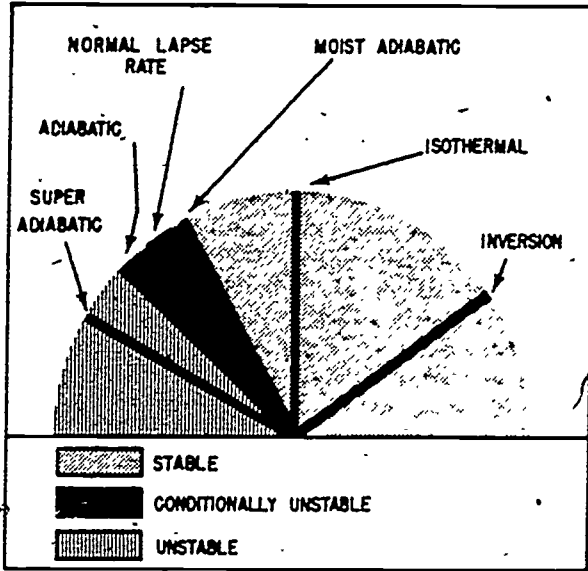 NORMAL LAPSE
RATE
MOIST ADIABATIC
ADIABATIC
ISOTHERMAL
SUPER
ADIABATIC
INVERSION
STABLE
CONDITIONALLY UNSTABLE
UNSTABLE